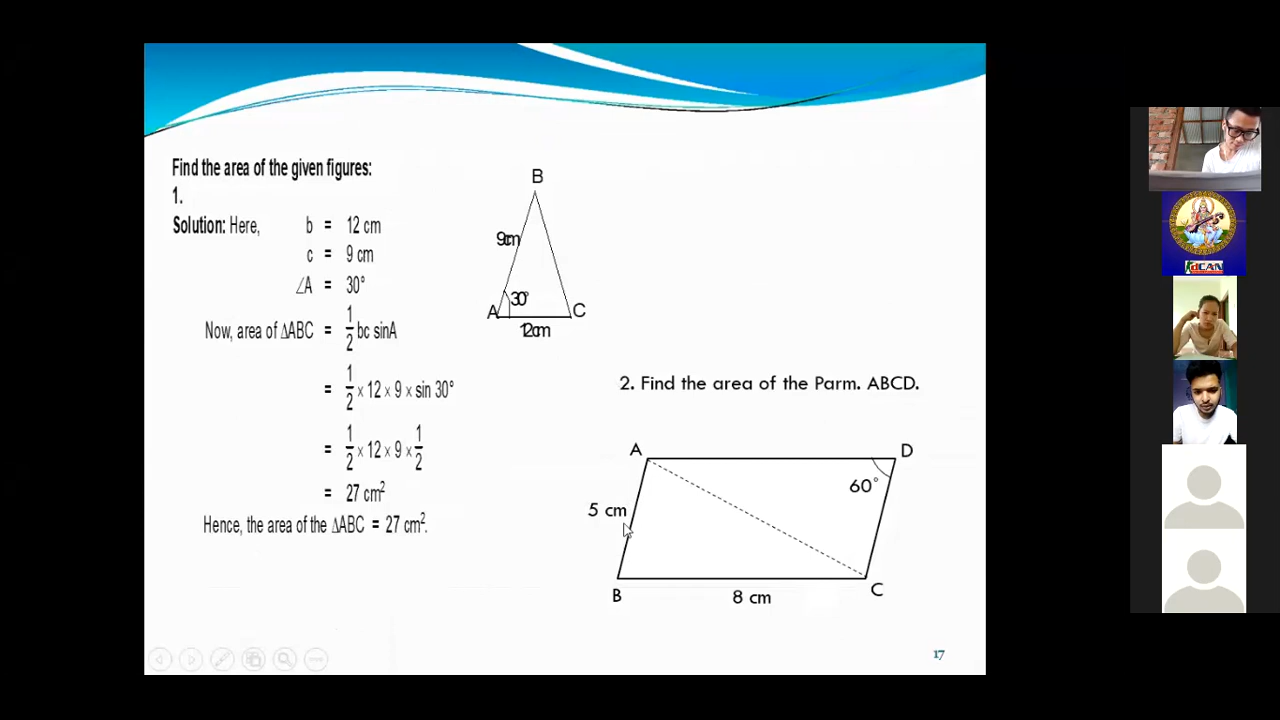 Find the area of the given figures:
1.
Solution: Here, b = 12 cm
c = 9 cm
∠A = 30°
Now, area of ∆ABC = 1/2 bc sinA
= 1/2 × 12 × 9 × sin 30°
= 1/2 × 12 × 9 × 1/2
= 27 cm²
Hence, the area of the ∆ABC = 27 cm².
B
9cm
30°
A
C
12cm
2. Find the area of the Parm. ABCD.
A
D
60°
5 cm
B
8 cm
C
17